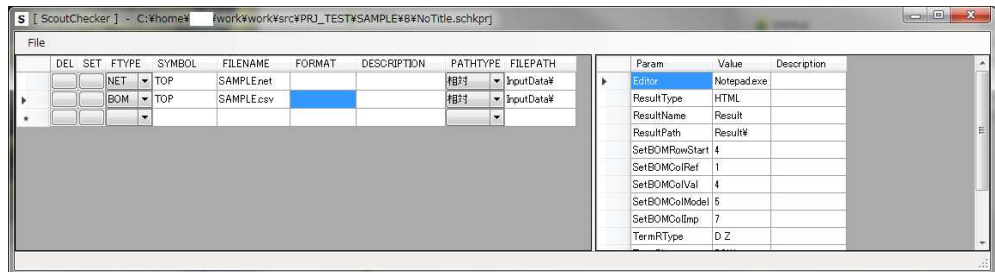 S [ ScoutChecker ] - C:¥home¥ ¥work¥work¥src¥PRJ_TEST¥SAMPLE¥8¥NoTitle.schkprj
File
DEL SET FTYPE SYMBOL FILENAME FORMAT DESCRIPTION PATHTYPE FILEPATH
NET TOP SAMPLE.net 相対 InputData¥
BOM TOP SAMPLE.csv 相対 InputData¥
Param Value Description
Editor Notepad.exe
ResultType HTML
ResultName Result
ResultPath Result¥
SetBOMRowStart 4
SetBOMColRef 1
SetBOMColVal 4
SetBOMColModel 5
SetBOMColImp 7
TermRType D Z